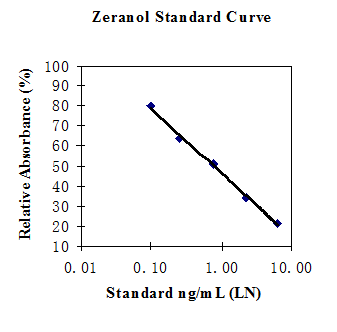 Zeranol Standard Curve
Relative Absorbance (%)
100
90
80
70
60
50
40
30
20
10
0.01 0.10 1.00 10.00
Standard ng/mL (LN)